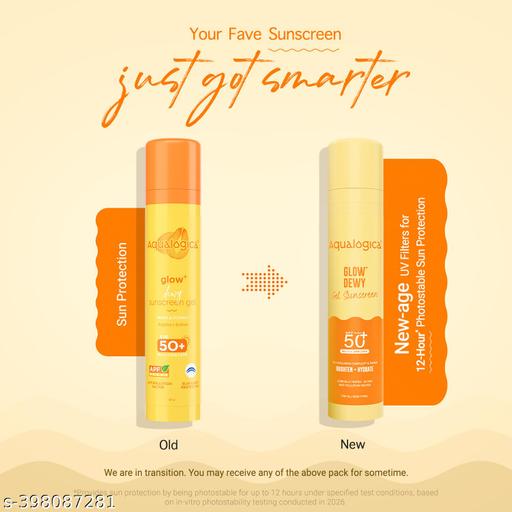 Your Fave Sunscreen
just got smarter
Sun Protection
Aqualogica
glow+
dewy
sunscreen gel
SPF
50+
APF
Aqualogica
GLOW+
DEWY
Gel Sunscreen
50+
BRIGHTEN + HYDRATE
New-age UV Filters for
12-Hour* Photostable Sun Protection
Old
New
We are in transition. You may receive any of the above pack for sometime.
*Provides sun protection by being photostable for up to 12 hours under specified test conditions, based
on in-vitro photostability testing conducted in 2026.
s-398087281